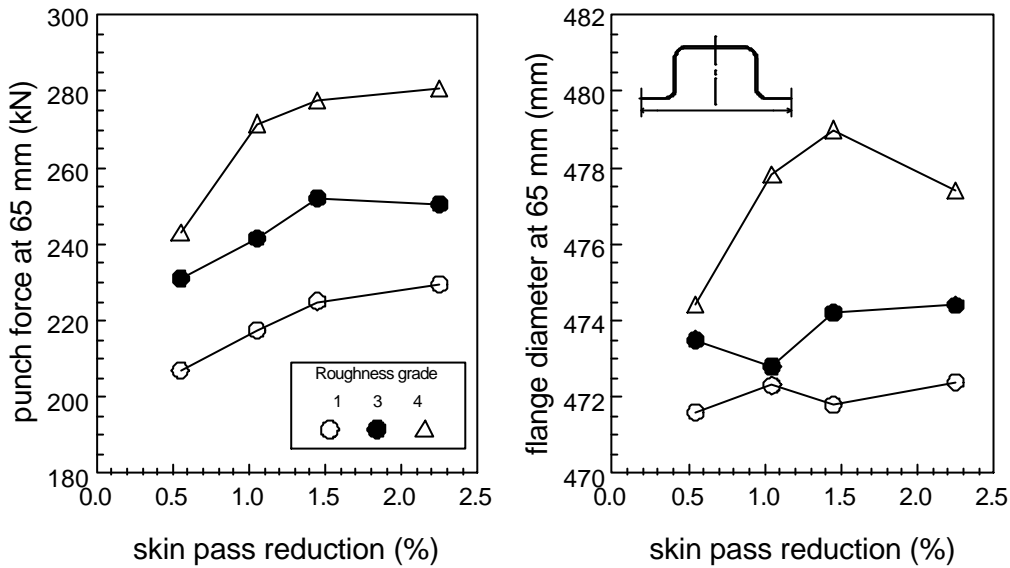 punch force at 65 mm (kN)
300
280
260
240
220
200
180
0.0 0.5 1.0 1.5 2.0 2.5
skin pass reduction (%)
Roughness grade
1 3 4
flange diameter at 65 mm (mm)
482
480
478
476
474
472
470
0.0 0.5 1.0 1.5 2.0 2.5
skin pass reduction (%)